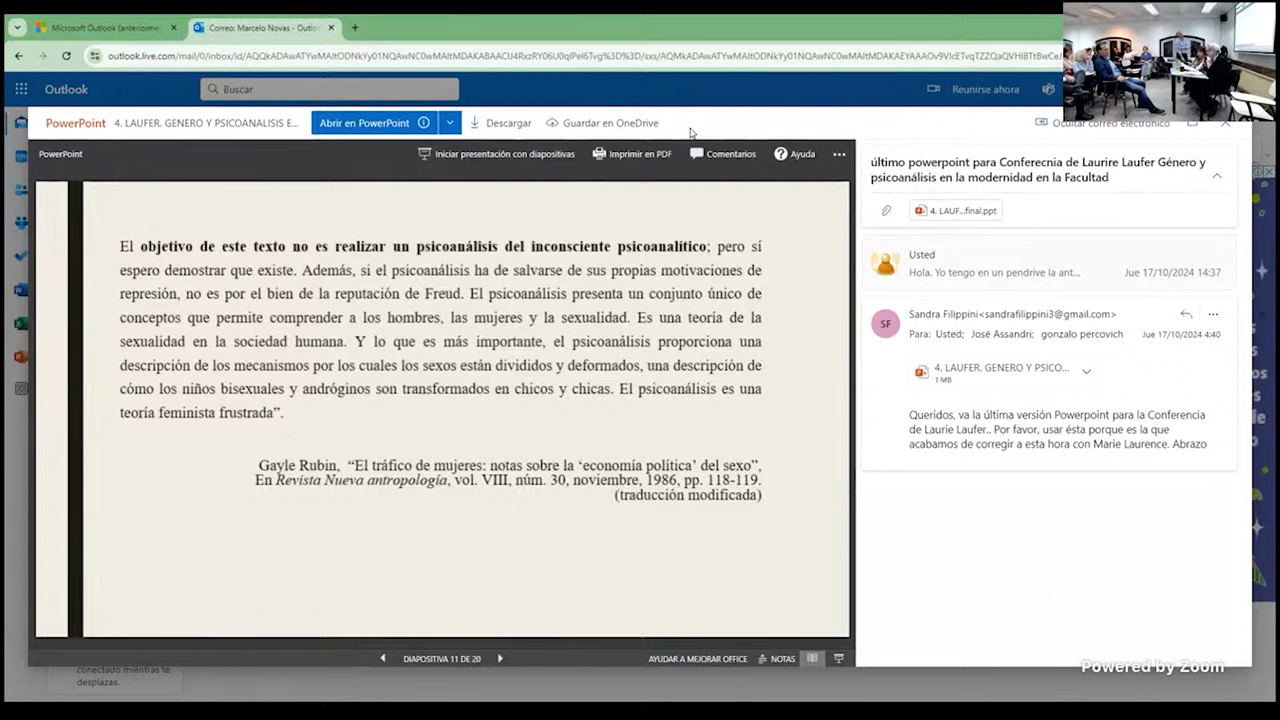 Microsoft Outlook (anteriorme
Correo: Marcelo Novas - Outlo
Outlook
Buscar
Reunirse ahora
PowerPoint
4. LAUFER. GENERO Y PSICOANALISIS E...
Abrir en PowerPoint
Descargar
Guardar en OneDrive
Ocultar correo electrónico
PowerPoint
Iniciar presentación con diapositivas
Imprimir en PDF
Comentarios
Ayuda
El objetivo de este texto no es realizar un psicoanálisis del inconsciente psicoanalítico; pero sí
espero demostrar que existe. Además, si el psicoanálisis ha de salvarse de sus propias motivaciones de
represión, no es por el bien de la reputación de Freud. El psicoanálisis presenta un conjunto único de
conceptos que permite comprender a los hombres, las mujeres y la sexualidad. Es una teoría de la
sexualidad en la sociedad humana. Y lo que es más importante, el psicoanálisis proporciona una
descripción de los mecanismos por los cuales los sexos están divididos y deformados, una descripción de
cómo los niños bisexuales y andróginos son transformados en chicos y chicas. El psicoanálisis es una
teoría feminista frustrada”.
Gayle Rubin, “El tráfico de mujeres: notas sobre la ‘economía política’ del sexo”,
En Revista Nueva antropología, vol. VIII, núm. 30, noviembre, 1986, pp. 118-119.
(traducción modificada)
DIAPOSITIVA 11 DE 20
AYUDAR A MEJORAR OFFICE
NOTAS
último powerpoint para Conferecnia de Laurire Laufer Género y
psicoanálisis en la modernidad en la Facultad
4. LAUF...final.ppt
Usted
Hola. Yo tengo en un pendrive la ant...
Jue 17/10/2024 14:37
SF
Sandra Filippini<sandrafilippini3@gmail.com>
Para: Usted; José Assandri; gonzalo percovich
Jue 17/10/2024 4:40
4. LAUFER. GENERO Y PSICO...
1 MB
Queridos, va la última versión Powerpoint para la Conferencia
de Laurie Laufer.. Por favor, usar ésta porque es la que
acabamos de corregir a esta hora con Marie Laurence. Abrazo
conectado mientras te
desplazas.
Powered by Zoom